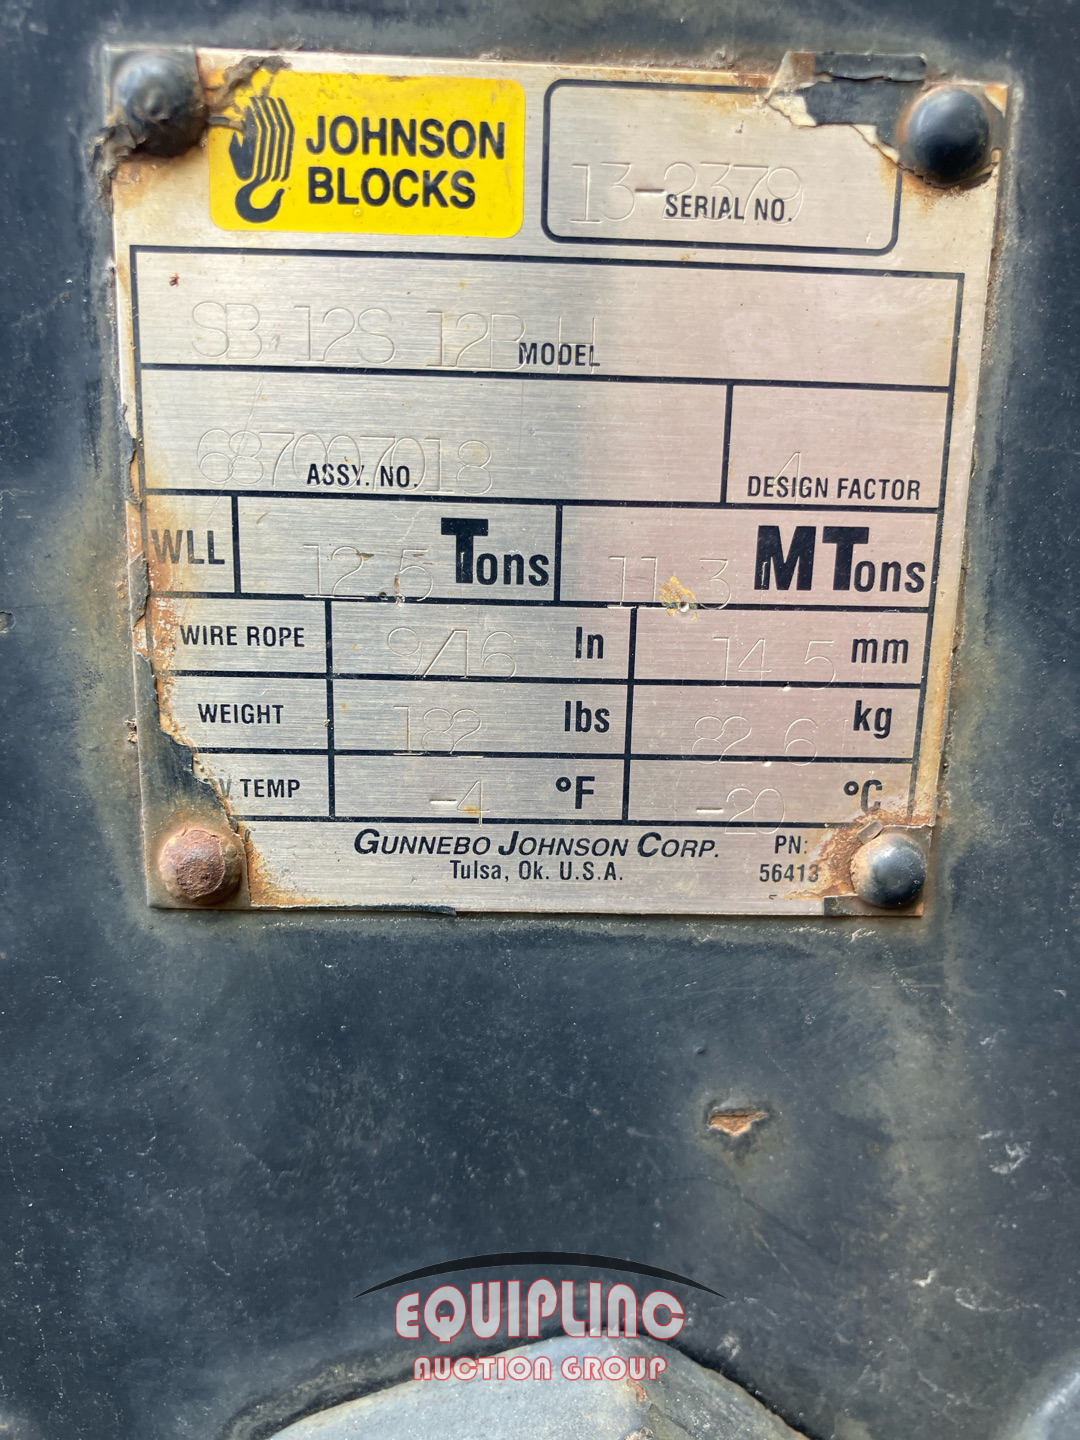 JOHNSON
BLOCKS
13-2379
SERIAL NO.
SB 12S 12B H
MODEL
687007018
ASSY. NO.
4
DESIGN FACTOR
WLL 12.5 Tons 11.3 MTons
WIRE ROPE 9/16 In 14.5 mm
WEIGHT 182 lbs 82.6 kg
TEMP -4 °F -20 °C
GUNNEBO JOHNSON CORP.
Tulsa, Ok. U.S.A.
PN:
56413
EQUIPLINC
AUCTION GROUP